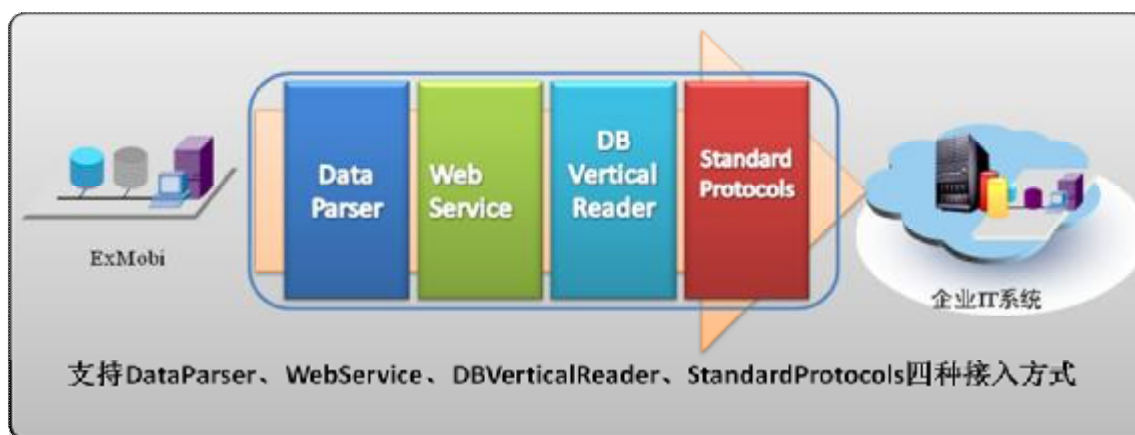 ExMobi
Data
Parser
Web
Service
DB
Vertical
Reader
Standard
Protocols
企业IT系统
支持DataParser、WebService、DBVerticalReader、StandardProtocols四种接入方式